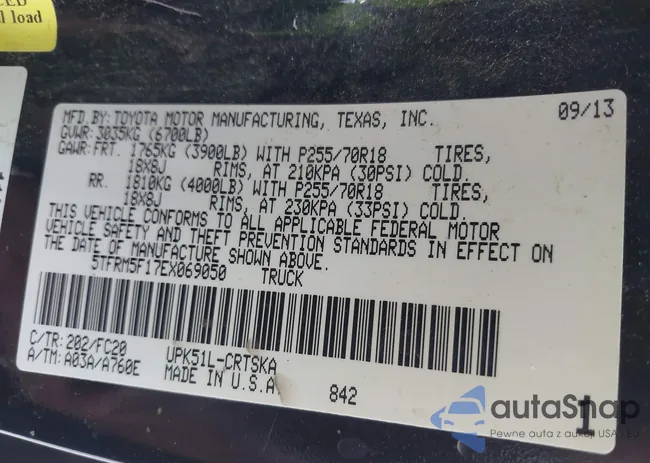 l load
MFD.BY: TOYOTA MOTOR MANUFACTURING, TEXAS, INC. 09/13
GVWR: 3035KG (6700LB)
GAWR: FRT. 1765KG (3900LB) WITH P255/70R18 TIRES,
18X8J RIMS, AT 210KPA (30PSI) COLD.
RR. 1810KG (4000LB) WITH P255/70R18 TIRES,
18X8J RIMS, AT 230KPA (33PSI) COLD.
THIS VEHICLE CONFORMS TO ALL APPLICABLE FEDERAL MOTOR
VEHICLE SAFETY AND THEFT PREVENTION STANDARDS IN EFFECT ON
THE DATE OF MANUFACTURE SHOWN ABOVE.
5TFRM5F17EX069050 TRUCK
C/TR: 202/FC20 UPK51L-CRTSKA
A/TM: A03A/A760E MADE IN U.S.A. 842 1
autaSnap
Pewne auta z aukcji USA i EU